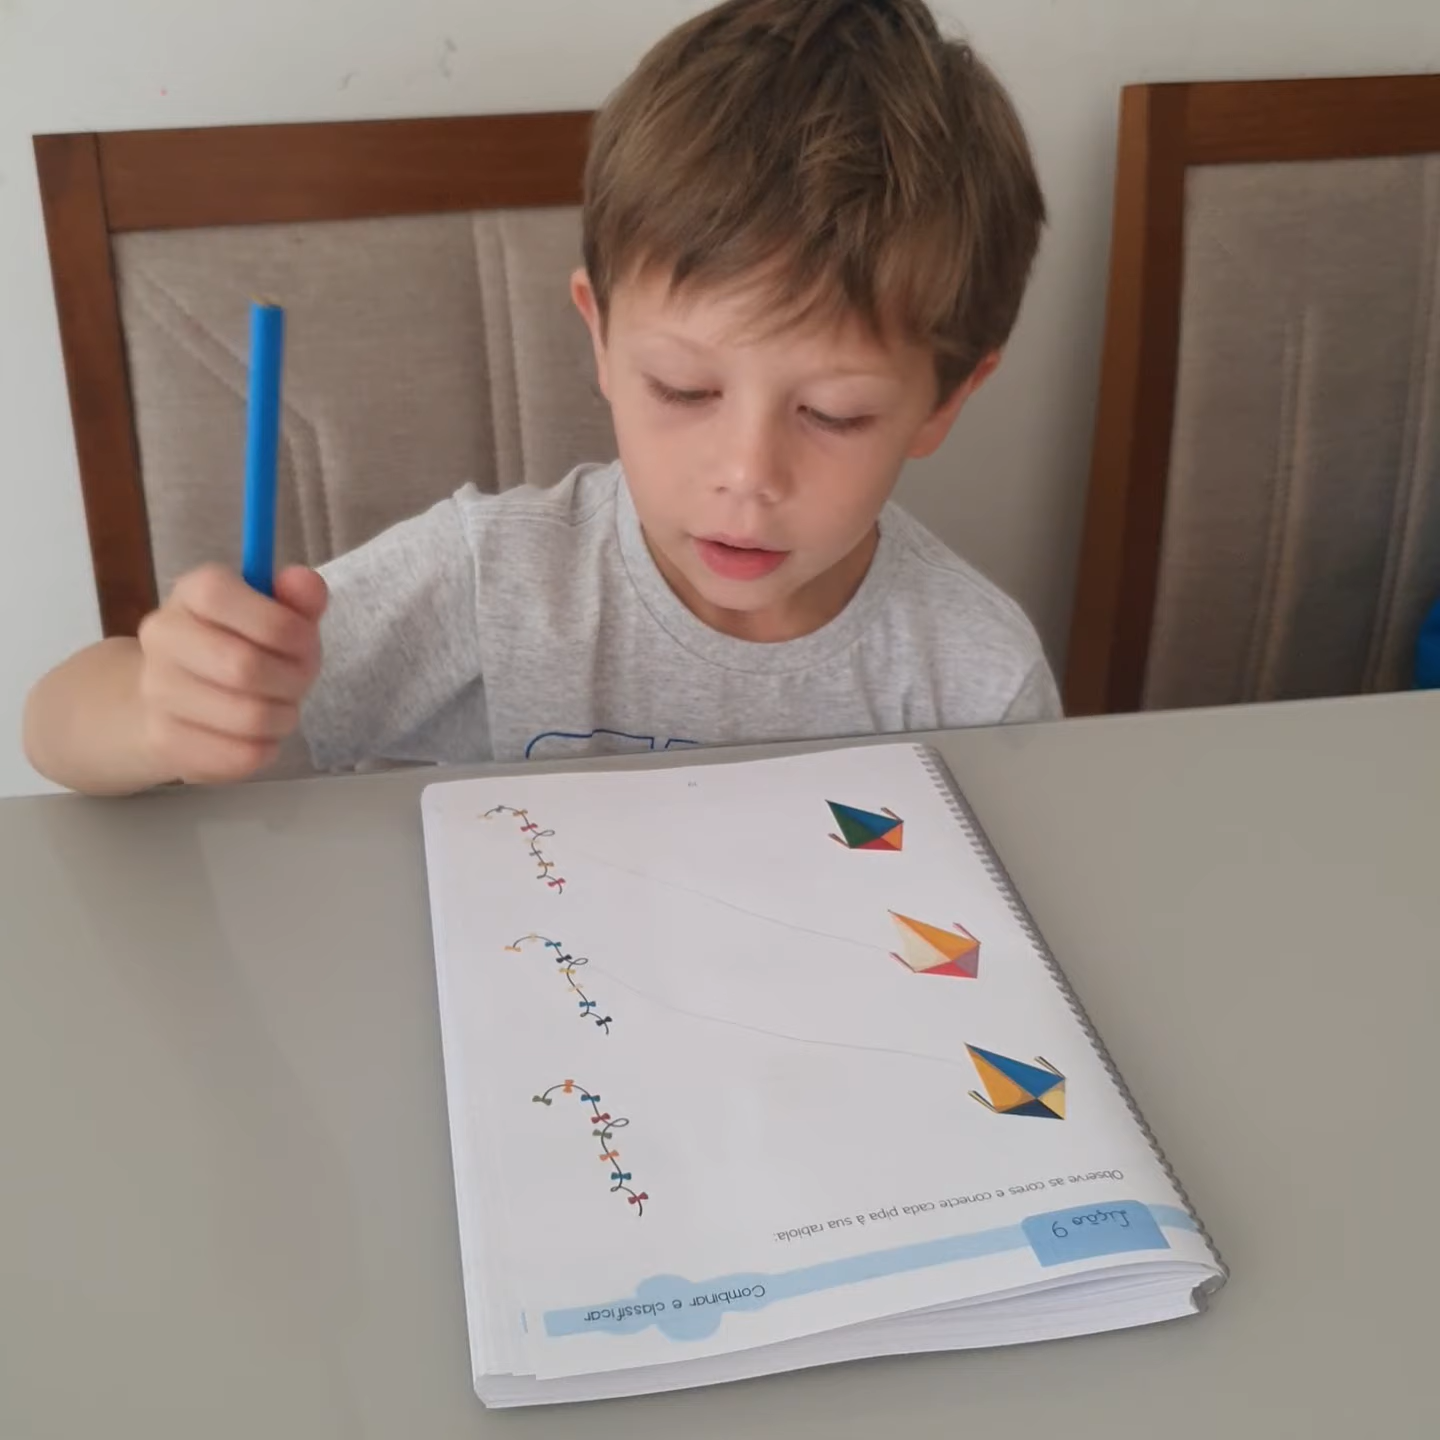 Combinar e classificar
Lição 9
Observe as cores e conecte cada pipa à sua rabiola: